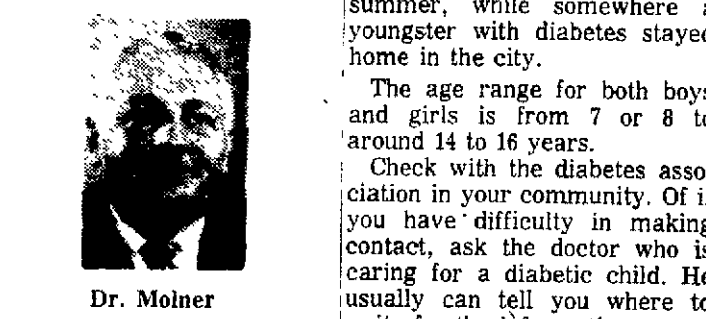 Dr. Molner
summer, while somewhere
youngster with diabetes stayed
home in the city.
The age range for both boys
and girls is from 7 or 8 to
around 14 to 16 years.
Check with the diabetes asso-
ciation in your community. Of i
you have difficulty in making
contact, ask the doctor who is
caring for a diabetic child. He
usually can tell you where to